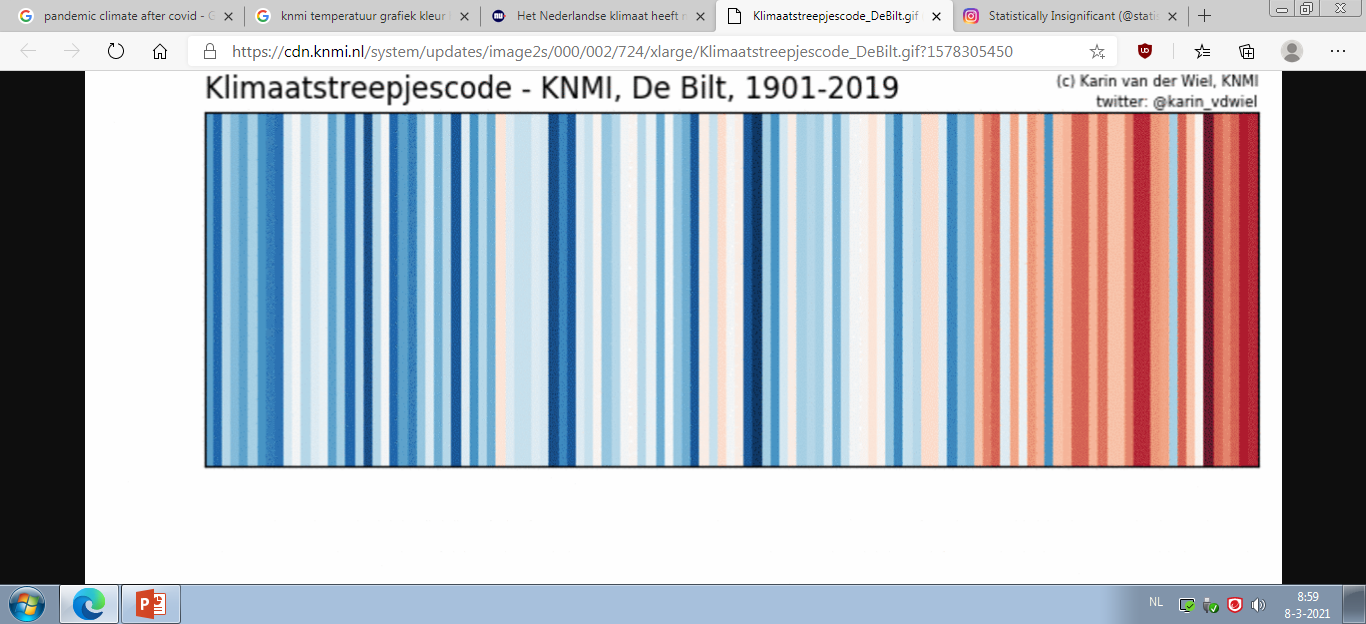 pandemic climate after covid - G
knmi temperatuur grafiek kleur
Het Nederlandse klimaat heeft
Klimaatstreepjescode_DeBilt.gif
Statistically Insignificant (@stati
https://cdn.knmi.nl/system/updates/image2s/000/002/724/xlarge/Klimaatstreepjescode_DeBilt.gif?1578305450
Klimaatstreepjescode - KNMI, De Bilt, 1901-2019
(c) Karin van der Wiel, KNMI
twitter: @karin_vdwiel
NL
8:59
8-3-2021